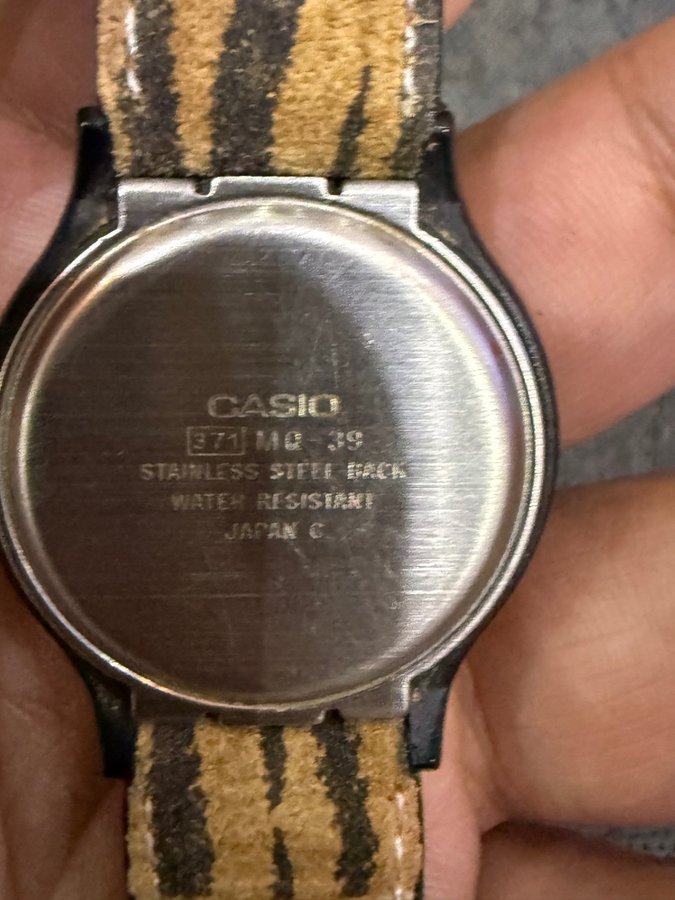 CASIO
371 MQ-39
STAINLESS STEEL BACK
WATER RESISTANT
JAPAN C